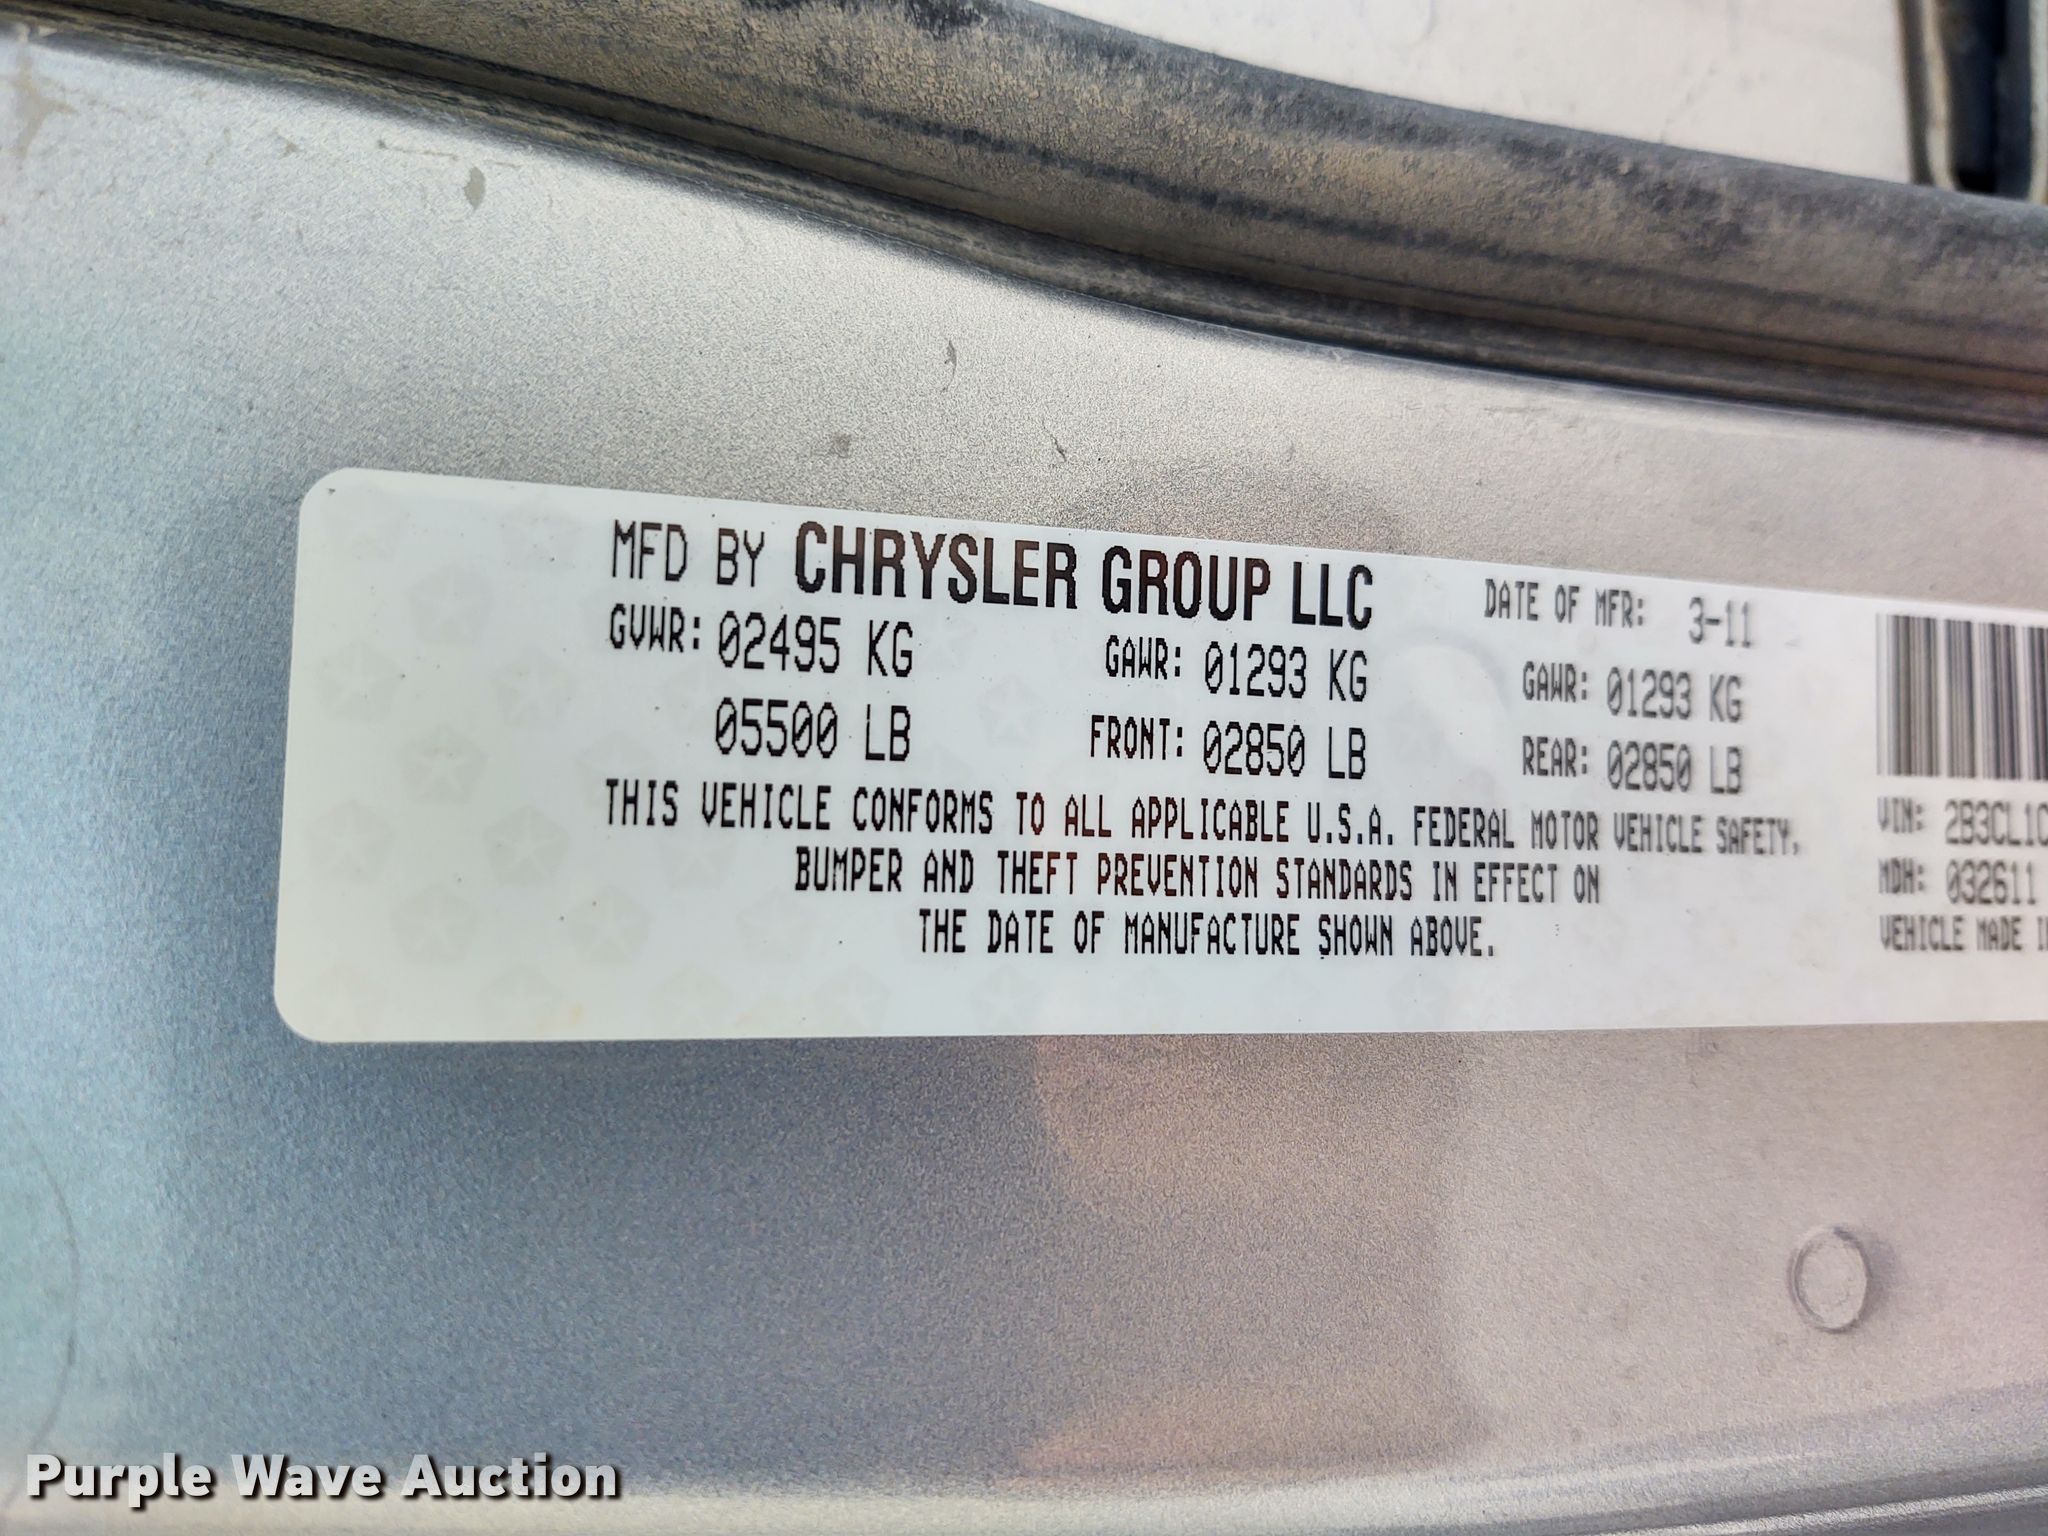 MFD BY CHRYSLER GROUP LLC DATE OF MFR: 3-11
GVWR: 02495 KG GAWR: 01293 KG GAWR: 01293 KG
05500 LB FRONT: 02850 LB REAR: 02850 LB
THIS VEHICLE CONFORMS TO ALL APPLICABLE U.S.A. FEDERAL MOTOR VEHICLE SAFETY,
BUMPER AND THEFT PREVENTION STANDARDS IN EFFECT ON
THE DATE OF MANUFACTURE SHOWN ABOVE.
VIN: 2B3CL1C
MDH: 032611
VEHICLE MADE I
Purple Wave Auction